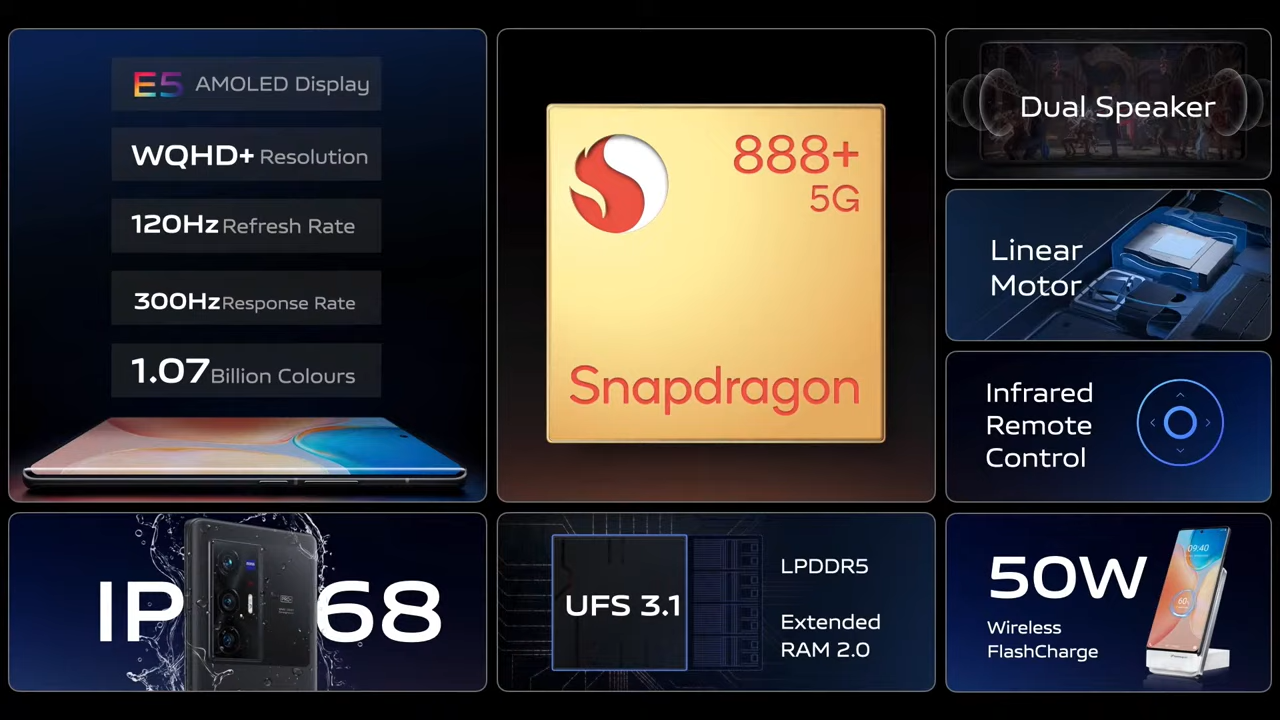 E5 AMOLED Display
WQHD+ Resolution
120Hz Refresh Rate
300Hz Response Rate
1.07 Billion Colours
888+
5G
Snapdragon
Dual Speaker
Linear
Motor
Infrared
Remote
Control
IP 68
UFS 3.1
LPDDR5
Extended
RAM 2.0
50W
Wireless
FlashCharge
09:40